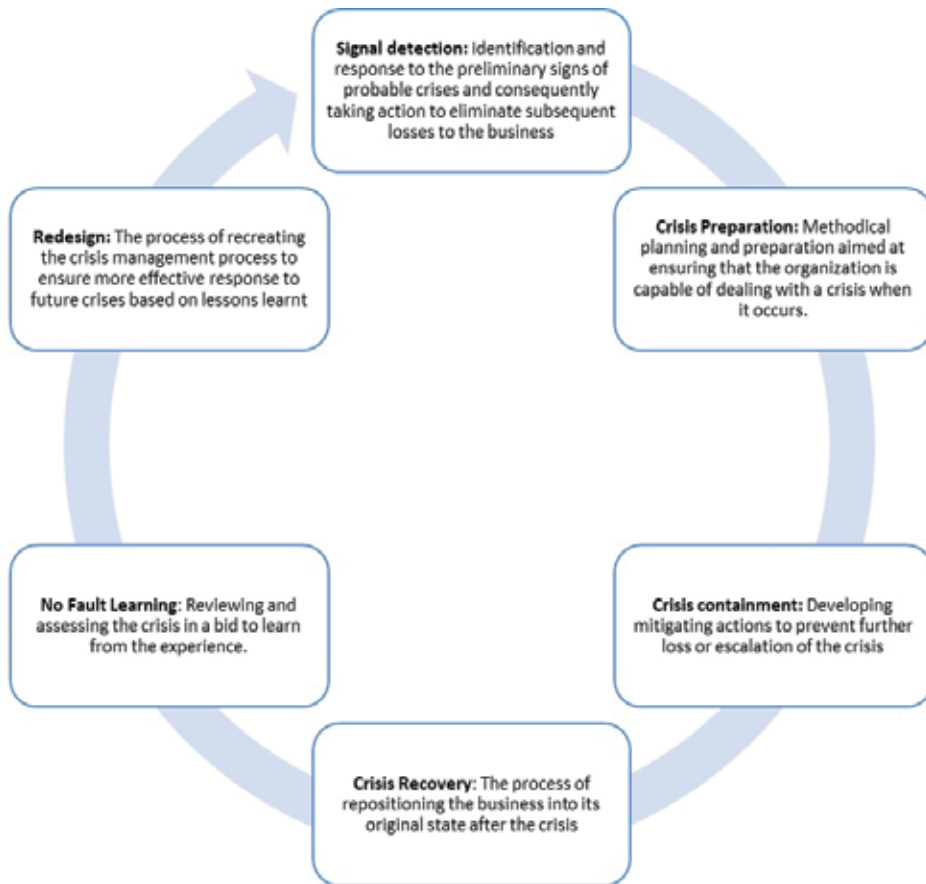 Signal detection: identification and
response to the preliminary signs of
probable crises and consequently
taking action to eliminate subsequent
losses to the business
Crisis Preparation: Methodical
planning and preparation aimed at
ensuring that the organization is
capable of dealing with a crisis when
it occurs.
Crisis containment: Developing
mitigating actions to prevent further
loss or escalation of the crisis
Crisis Recovery: The process of
repositioning the business into its
original state after the crisis
No Fault Learning: Reviewing and
assessing the crisis in a bid to learn
from the experience.
Redesign: The process of recreating
the crisis management process to
ensure more effective response to
future crises based on lessons learnt